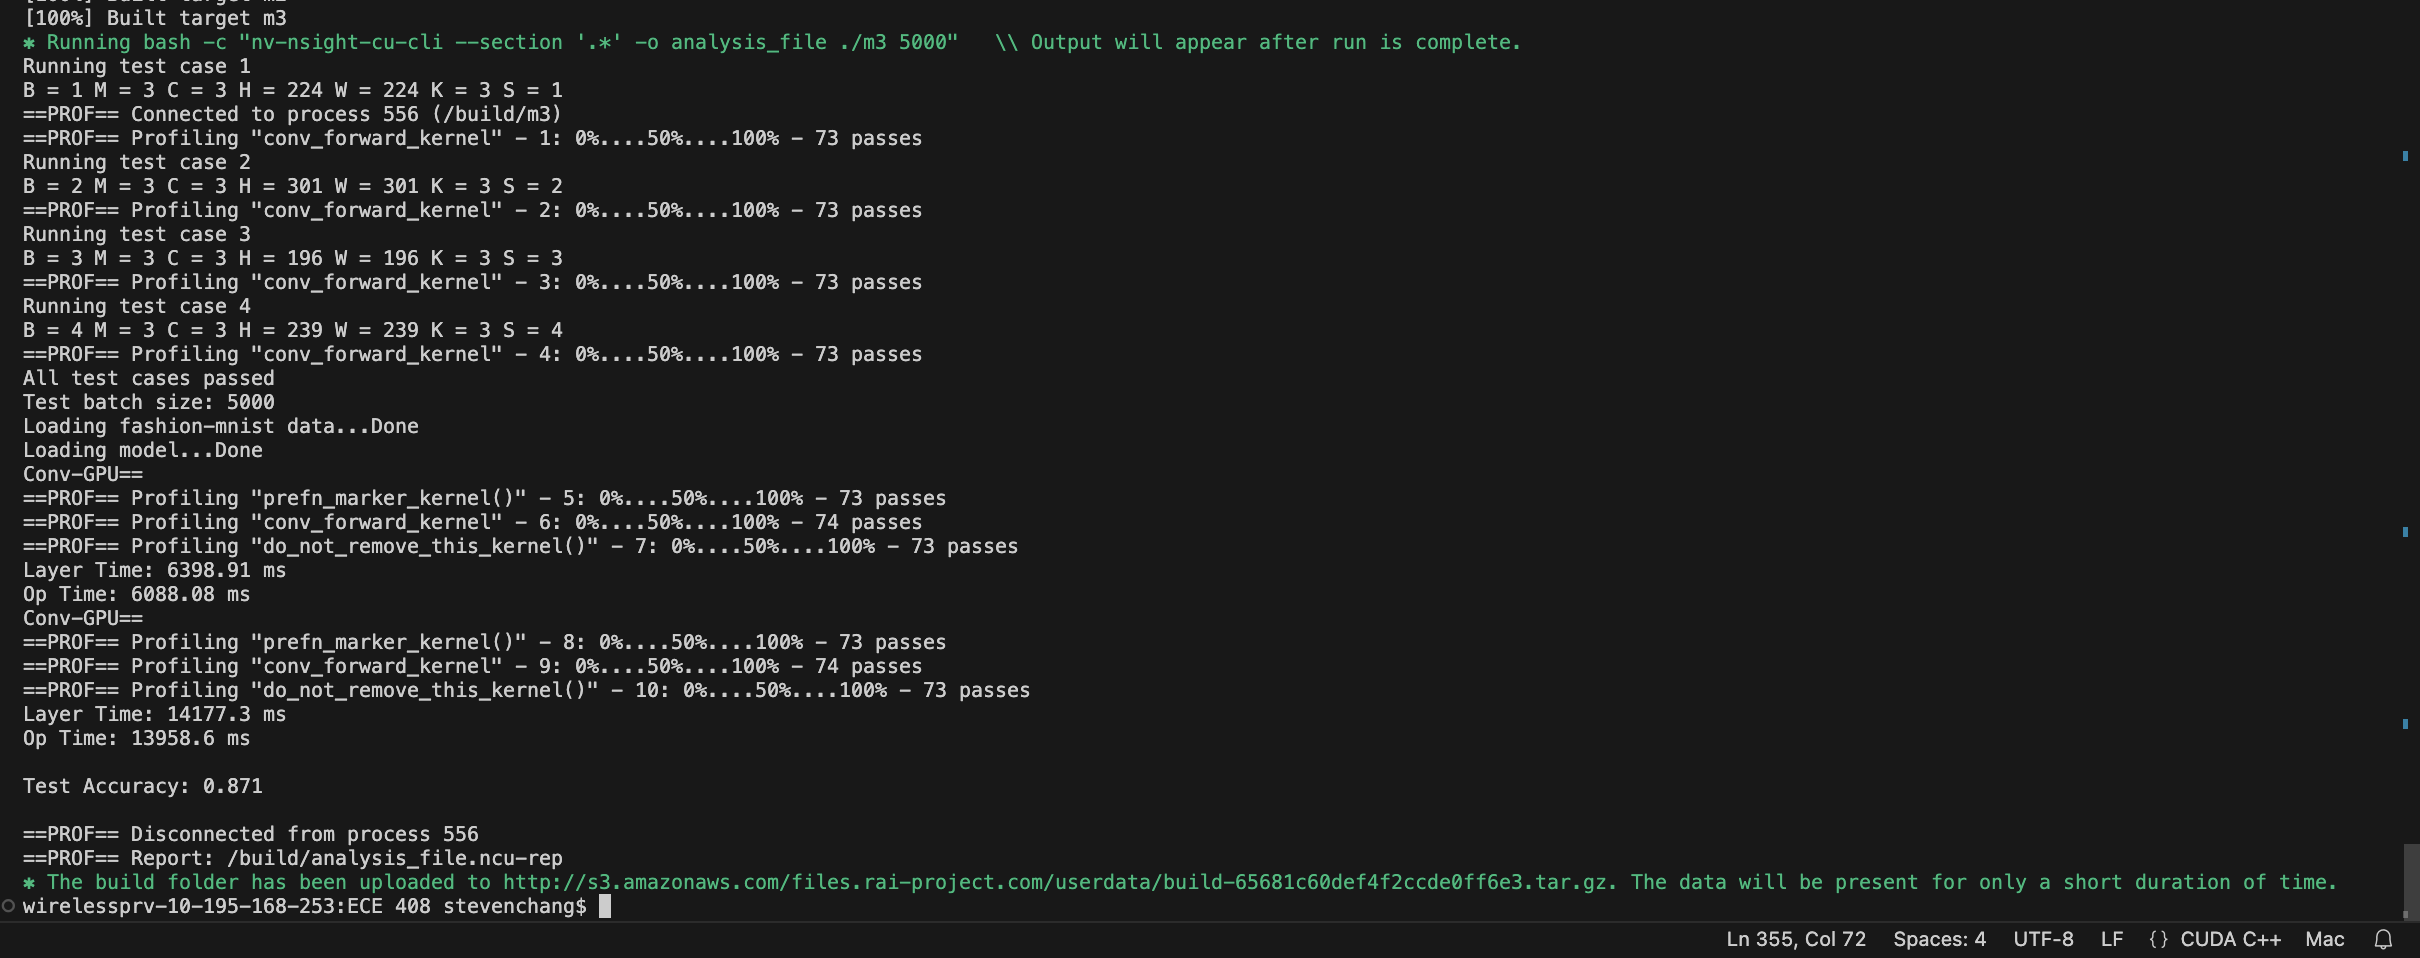 [100%] Built target m3
✱ Running bash -c "nv-nsight-cu-cli --section '.*' -o analysis_file ./m3 5000"   \\ Output will appear after run is complete.
Running test case 1
B = 1 M = 3 C = 3 H = 224 W = 224 K = 3 S = 1
==PROF== Connected to process 556 (/build/m3)
==PROF== Profiling "conv_forward_kernel" - 1: 0%....50%....100% - 73 passes
Running test case 2
B = 2 M = 3 C = 3 H = 301 W = 301 K = 3 S = 2
==PROF== Profiling "conv_forward_kernel" - 2: 0%....50%....100% - 73 passes
Running test case 3
B = 3 M = 3 C = 3 H = 196 W = 196 K = 3 S = 3
==PROF== Profiling "conv_forward_kernel" - 3: 0%....50%....100% - 73 passes
Running test case 4
B = 4 M = 3 C = 3 H = 239 W = 239 K = 3 S = 4
==PROF== Profiling "conv_forward_kernel" - 4: 0%....50%....100% - 73 passes
All test cases passed
Test batch size: 5000
Loading fashion-mnist data...Done
Loading model...Done
Conv-GPU==
==PROF== Profiling "prefn_marker_kernel()" - 5: 0%....50%....100% - 73 passes
==PROF== Profiling "conv_forward_kernel" - 6: 0%....50%....100% - 74 passes
==PROF== Profiling "do_not_remove_this_kernel()" - 7: 0%....50%....100% - 73 passes
Layer Time: 6398.91 ms
Op Time: 6088.08 ms
Conv-GPU==
==PROF== Profiling "prefn_marker_kernel()" - 8: 0%....50%....100% - 73 passes
==PROF== Profiling "conv_forward_kernel" - 9: 0%....50%....100% - 74 passes
==PROF== Profiling "do_not_remove_this_kernel()" - 10: 0%....50%....100% - 73 passes
Layer Time: 14177.3 ms
Op Time: 13958.6 ms
Test Accuracy: 0.871
==PROF== Disconnected from process 556
==PROF== Report: /build/analysis_file.ncu-rep
✱ The build folder has been uploaded to http://s3.amazonaws.com/files.rai-project.com/userdata/build-65681c60def4f2ccde0ff6e3.tar.gz. The data will be present for only a short duration of time.
wirelessprv-10-195-168-253:ECE 408 stevenchang$
Ln 355, Col 72 Spaces: 4 UTF-8 LF {} CUDA C++ Mac